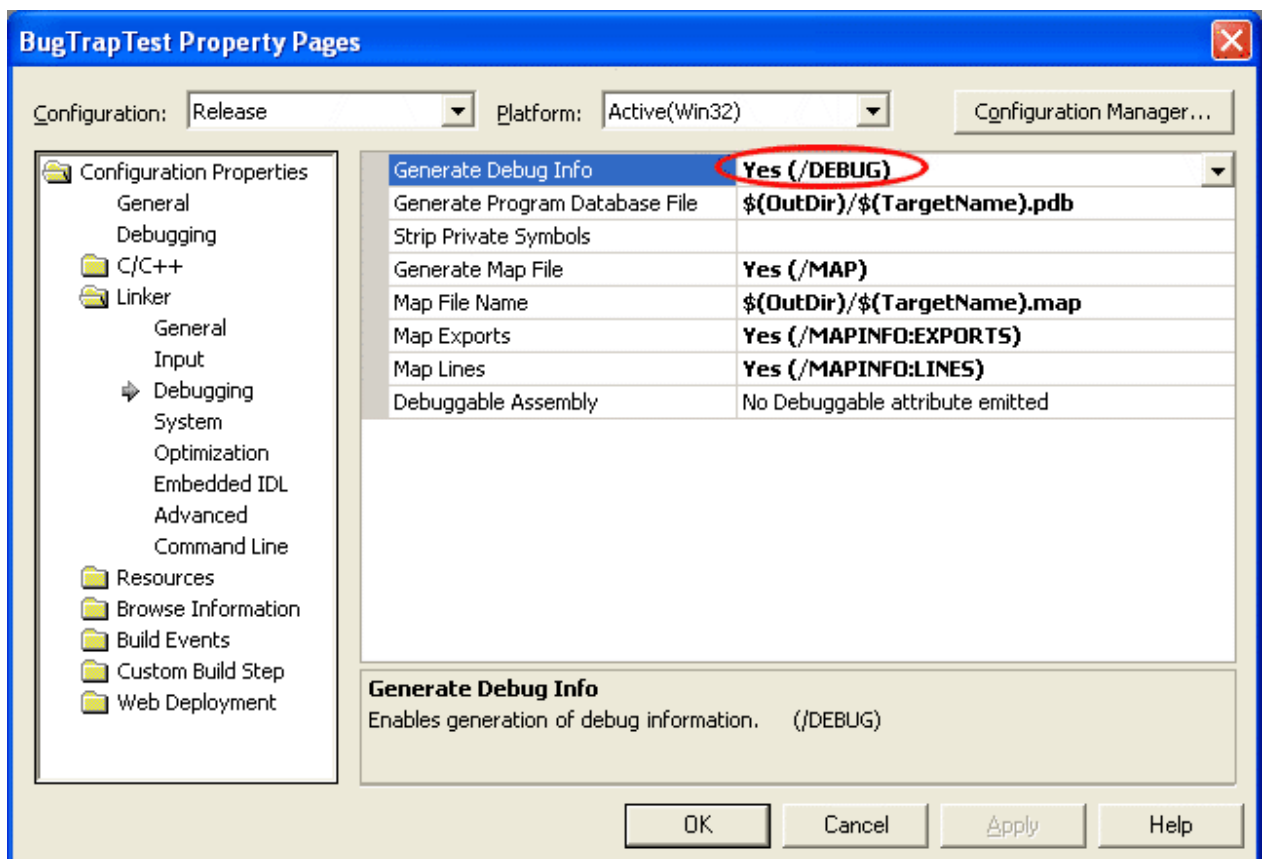 BugTrapTest Property Pages
Configuration: Release Platform: Active(Win32) Configuration Manager...
Configuration Properties
General
Debugging
C/C++
Linker
General
Input
Debugging
System
Optimization
Embedded IDL
Advanced
Command Line
Resources
Browse Information
Build Events
Custom Build Step
Web Deployment
Generate Debug Info Yes (/DEBUG)
Generate Program Database File $(OutDir)/$(TargetName).pdb
Strip Private Symbols
Generate Map File Yes (/MAP)
Map File Name $(OutDir)/$(TargetName).map
Map Exports Yes (/MAPINFO:EXPORTS)
Map Lines Yes (/MAPINFO:LINES)
Debuggable Assembly No Debuggable attribute emitted
Generate Debug Info
Enables generation of debug information. (/DEBUG)
OK Cancel Apply Help